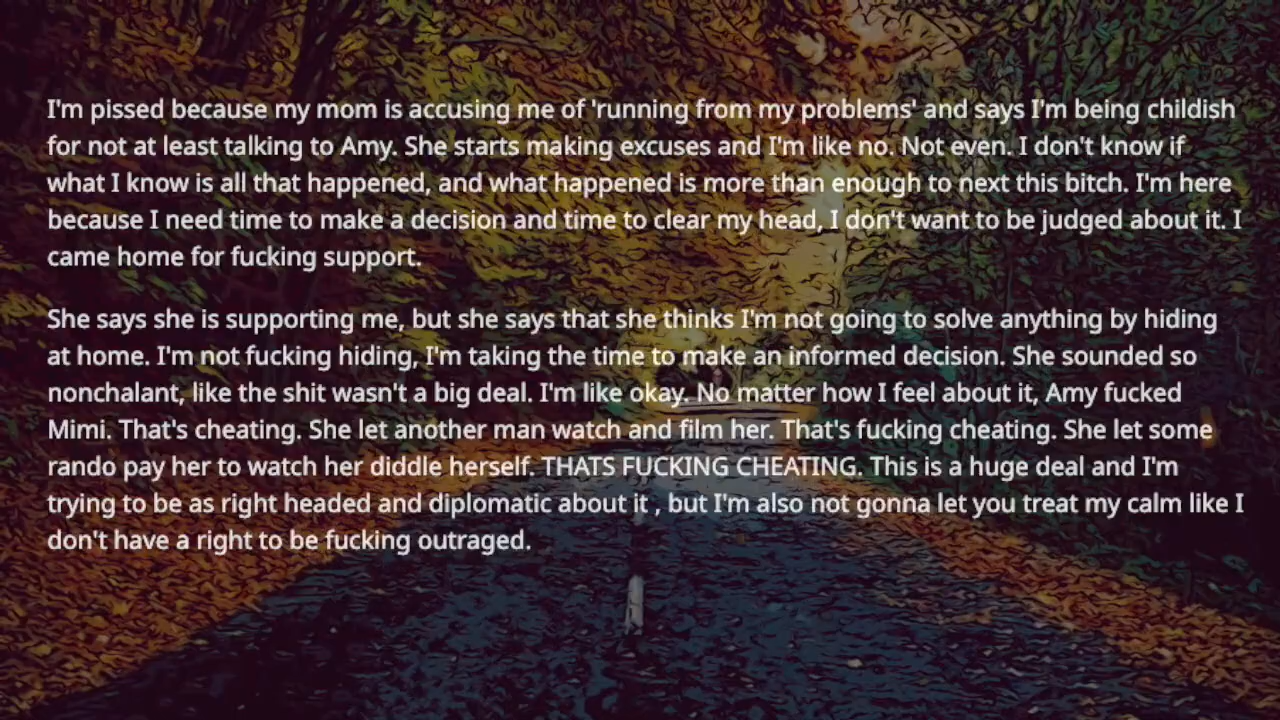 I'm pissed because my mom is accusing me of 'running from my problems' and says I'm being childish
for not at least talking to Amy. She starts making excuses and I'm like no. Not even. I don't know if
what I know is all that happened, and what happened is more than enough to next this bitch. I'm here
because I need time to make a decision and time to clear my head, I don't want to be judged about it. I
came home for fucking support.
She says she is supporting me, but she says that she thinks I'm not going to solve anything by hiding
at home. I'm not fucking hiding, I'm taking the time to make an informed decision. She sounded so
nonchalant, like the shit wasn't a big deal. I'm like okay. No matter how I feel about it, Amy fucked
Mimi. That's cheating. She let another man watch and film her. That's fucking cheating. She let some
rando pay her to watch her diddle herself. THATS FUCKING CHEATING. This is a huge deal and I'm
trying to be as right headed and diplomatic about it , but I'm also not gonna let you treat my calm like I
don't have a right to be fucking outraged.